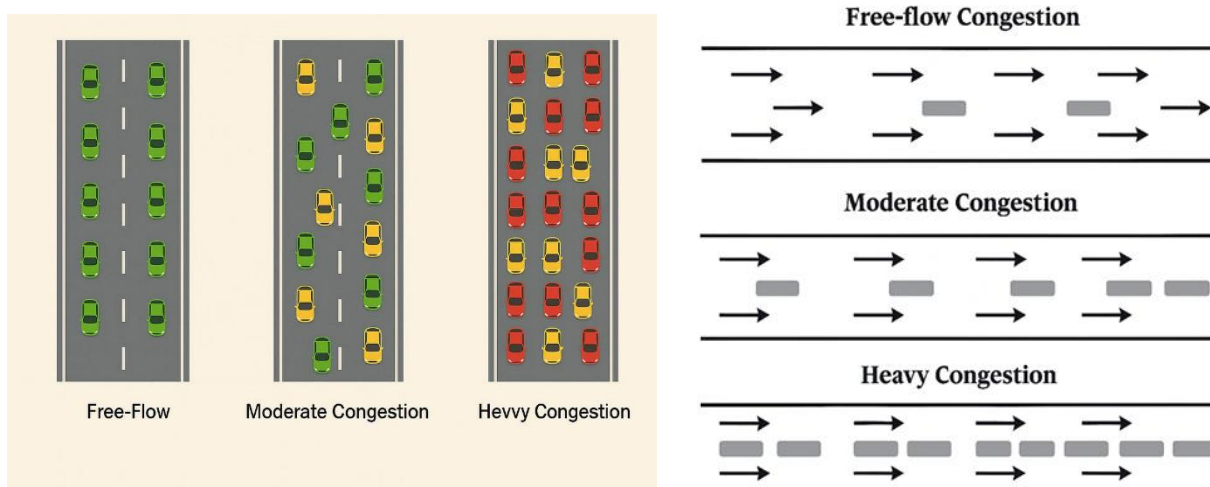 Free-Flow
Moderate Congestion
Hevvy Congestion
Free-flow Congestion
Moderate Congestion
Heavy Congestion